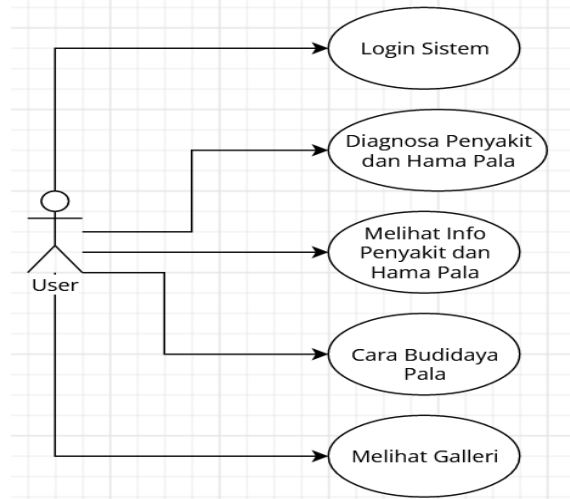 Login Sistem
Diagnosa Penyakit
dan Hama Pala
Melihat Info
Penyakit dan
Hama Pala
User
Cara Budidaya
Pala
Melihat Galleri